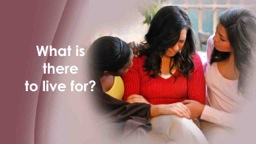 What is
there
to live for?